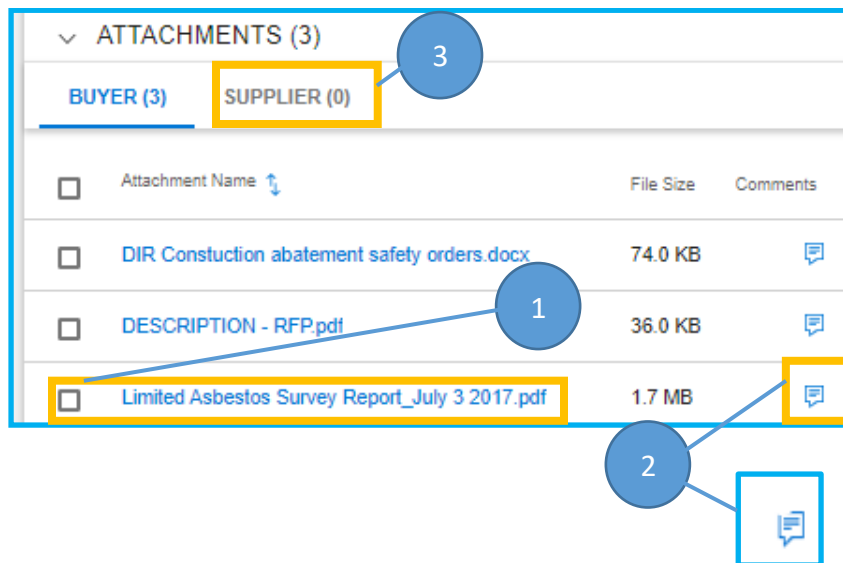 ATTACHMENTS (3)
3
BUYER (3) SUPPLIER (0)
Attachment Name File Size Comments
DIR Constuction abatement safety orders.docx 74.0 KB
1
DESCRIPTION - RFP.pdf 36.0 KB
Limited Asbestos Survey Report_July 3 2017.pdf 1.7 MB
2